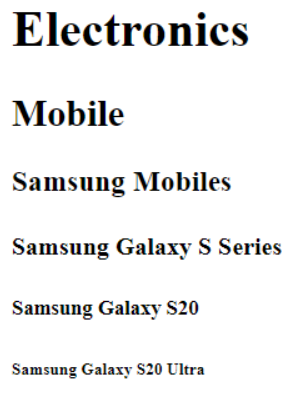 Electronics
Mobile
Samsung Mobiles
Samsung Galaxy S Series
Samsung Galaxy S20
Samsung Galaxy S20 Ultra